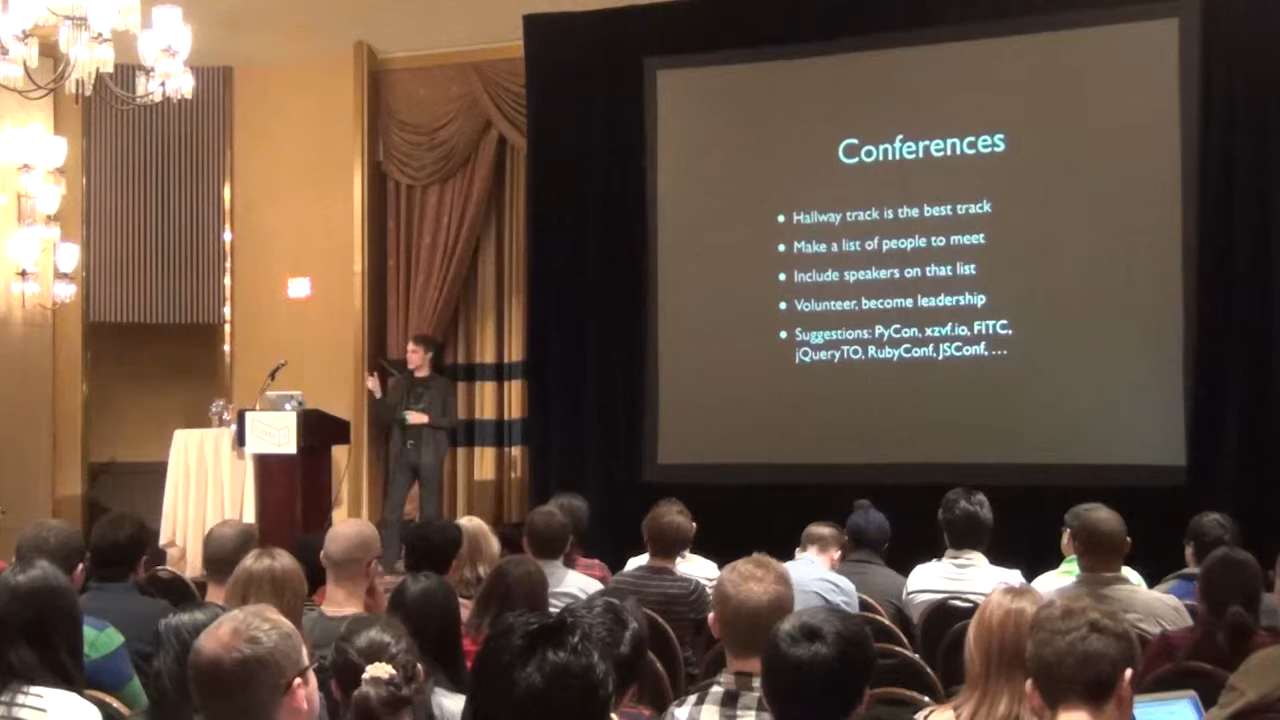 Conferences
• Hallway track is the best track
• Make a list of people to meet
• Include speakers on that list
• Volunteer, become leadership
• Suggestions: PyCon, xzvf.io, FITC,
jQueryTO, RubyConf, JSConf, ...